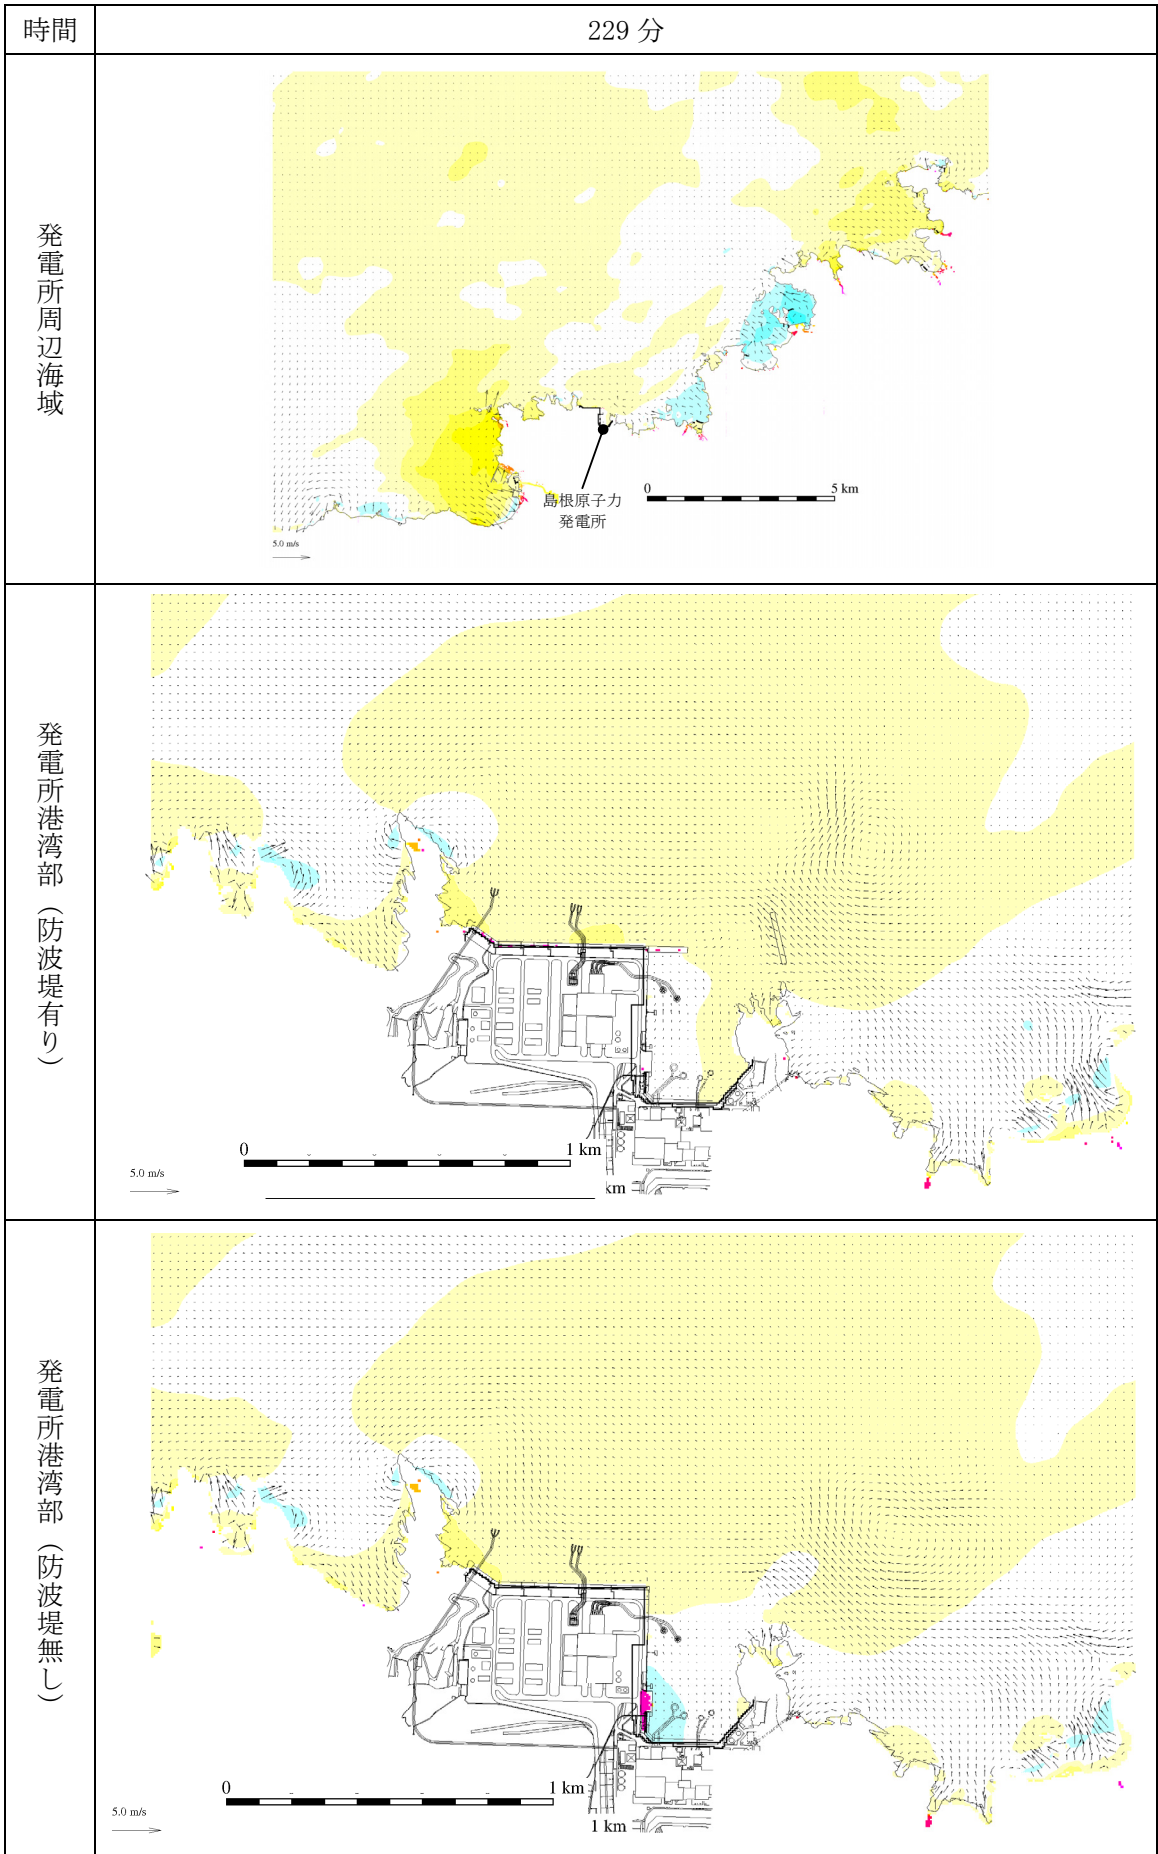 時間
229 分
発電所周辺海域
島根原子力
発電所
0
5 km
5.0 m/s
発電所港湾部（防波堤有り）
0
1 km
5.0 m/s
km
発電所港湾部（防波堤無し）
0
1 km
5.0 m/s
1 km